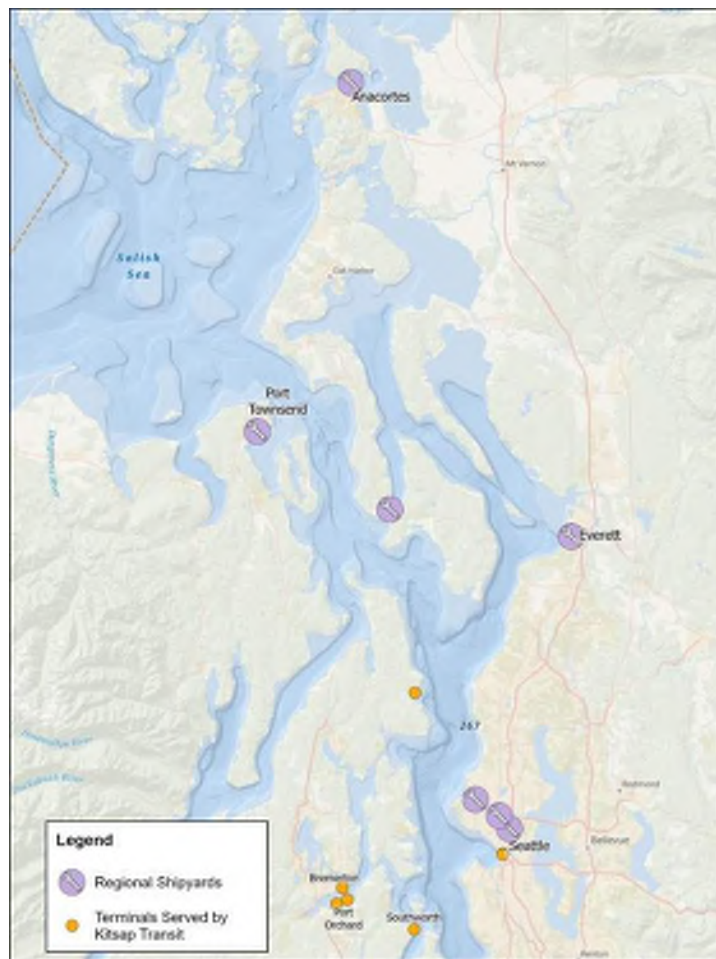 Anacortes
Mt Vernon
Salish
Sea
Oak Harbor
Port
Townsend
Everett
267
Redmond
Seattle
Bellevue
Legend
Regional Shipyards
Terminals Served by
Kitsap Transit
Bremerton
Port
Orchard
Southworth
Renton